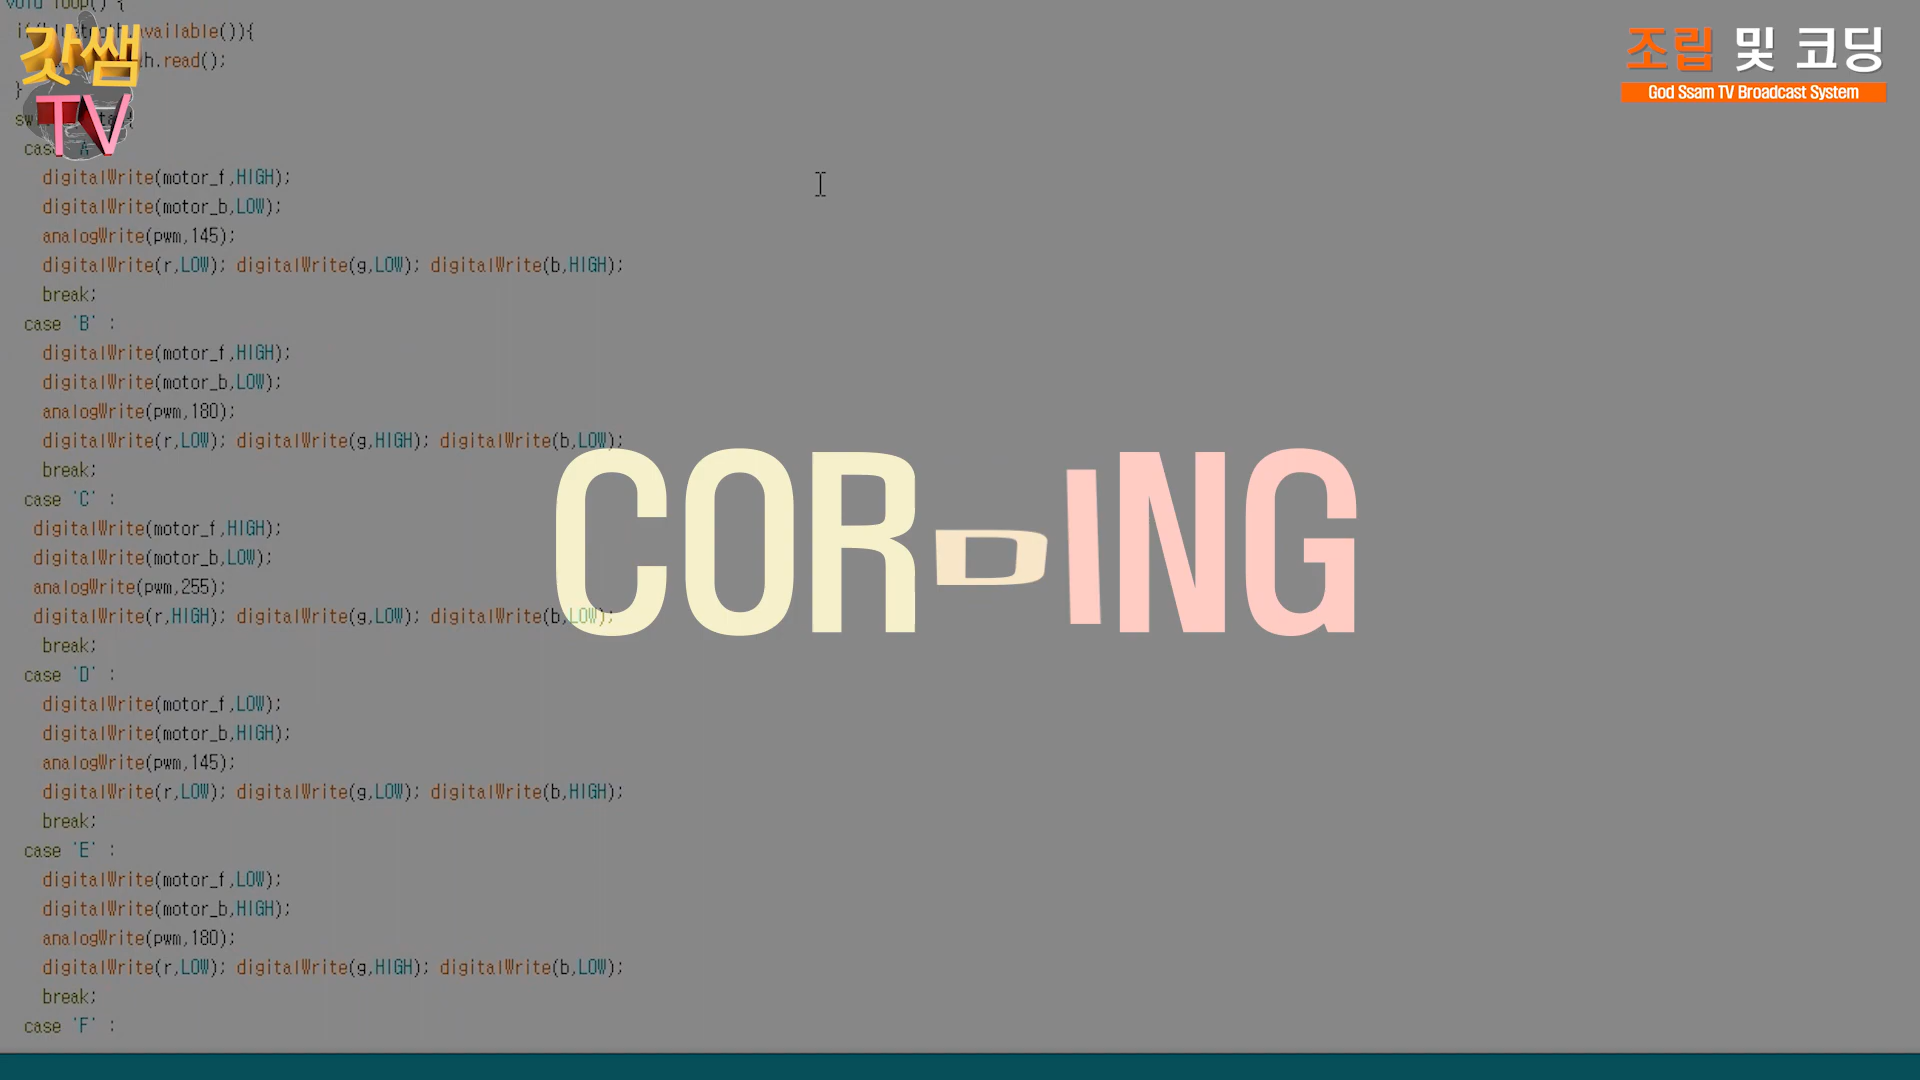 void loop() {
available()){
h.read();
}
갓쌤
TV
조립 및 코딩
God Ssam TV Broadcast System
digitalWrite(motor_f,HIGH);
digitalWrite(motor_b,LOW);
analogWrite(pwm,145);
digitalWrite(r,LOW); digitalWrite(g,LOW); digitalWrite(b,HIGH);
break;
case 'B' :
digitalWrite(motor_f,HIGH);
digitalWrite(motor_b,LOW);
analogWrite(pwm,180);
digitalWrite(r,LOW); digitalWrite(g,HIGH); digitalWrite(b,LOW);
break;
case 'C' :
digitalWrite(motor_f,HIGH);
digitalWrite(motor_b,LOW);
analogWrite(pwm,255);
digitalWrite(r,HIGH); digitalWrite(g,LOW); digitalWrite(b,LOW);
break;
case 'D' :
digitalWrite(motor_f,LOW);
digitalWrite(motor_b,HIGH);
analogWrite(pwm,145);
digitalWrite(r,LOW); digitalWrite(g,LOW); digitalWrite(b,HIGH);
break;
case 'E' :
digitalWrite(motor_f,LOW);
digitalWrite(motor_b,HIGH);
analogWrite(pwm,180);
digitalWrite(r,LOW); digitalWrite(g,HIGH); digitalWrite(b,LOW);
break;
case 'F' :
CORDING